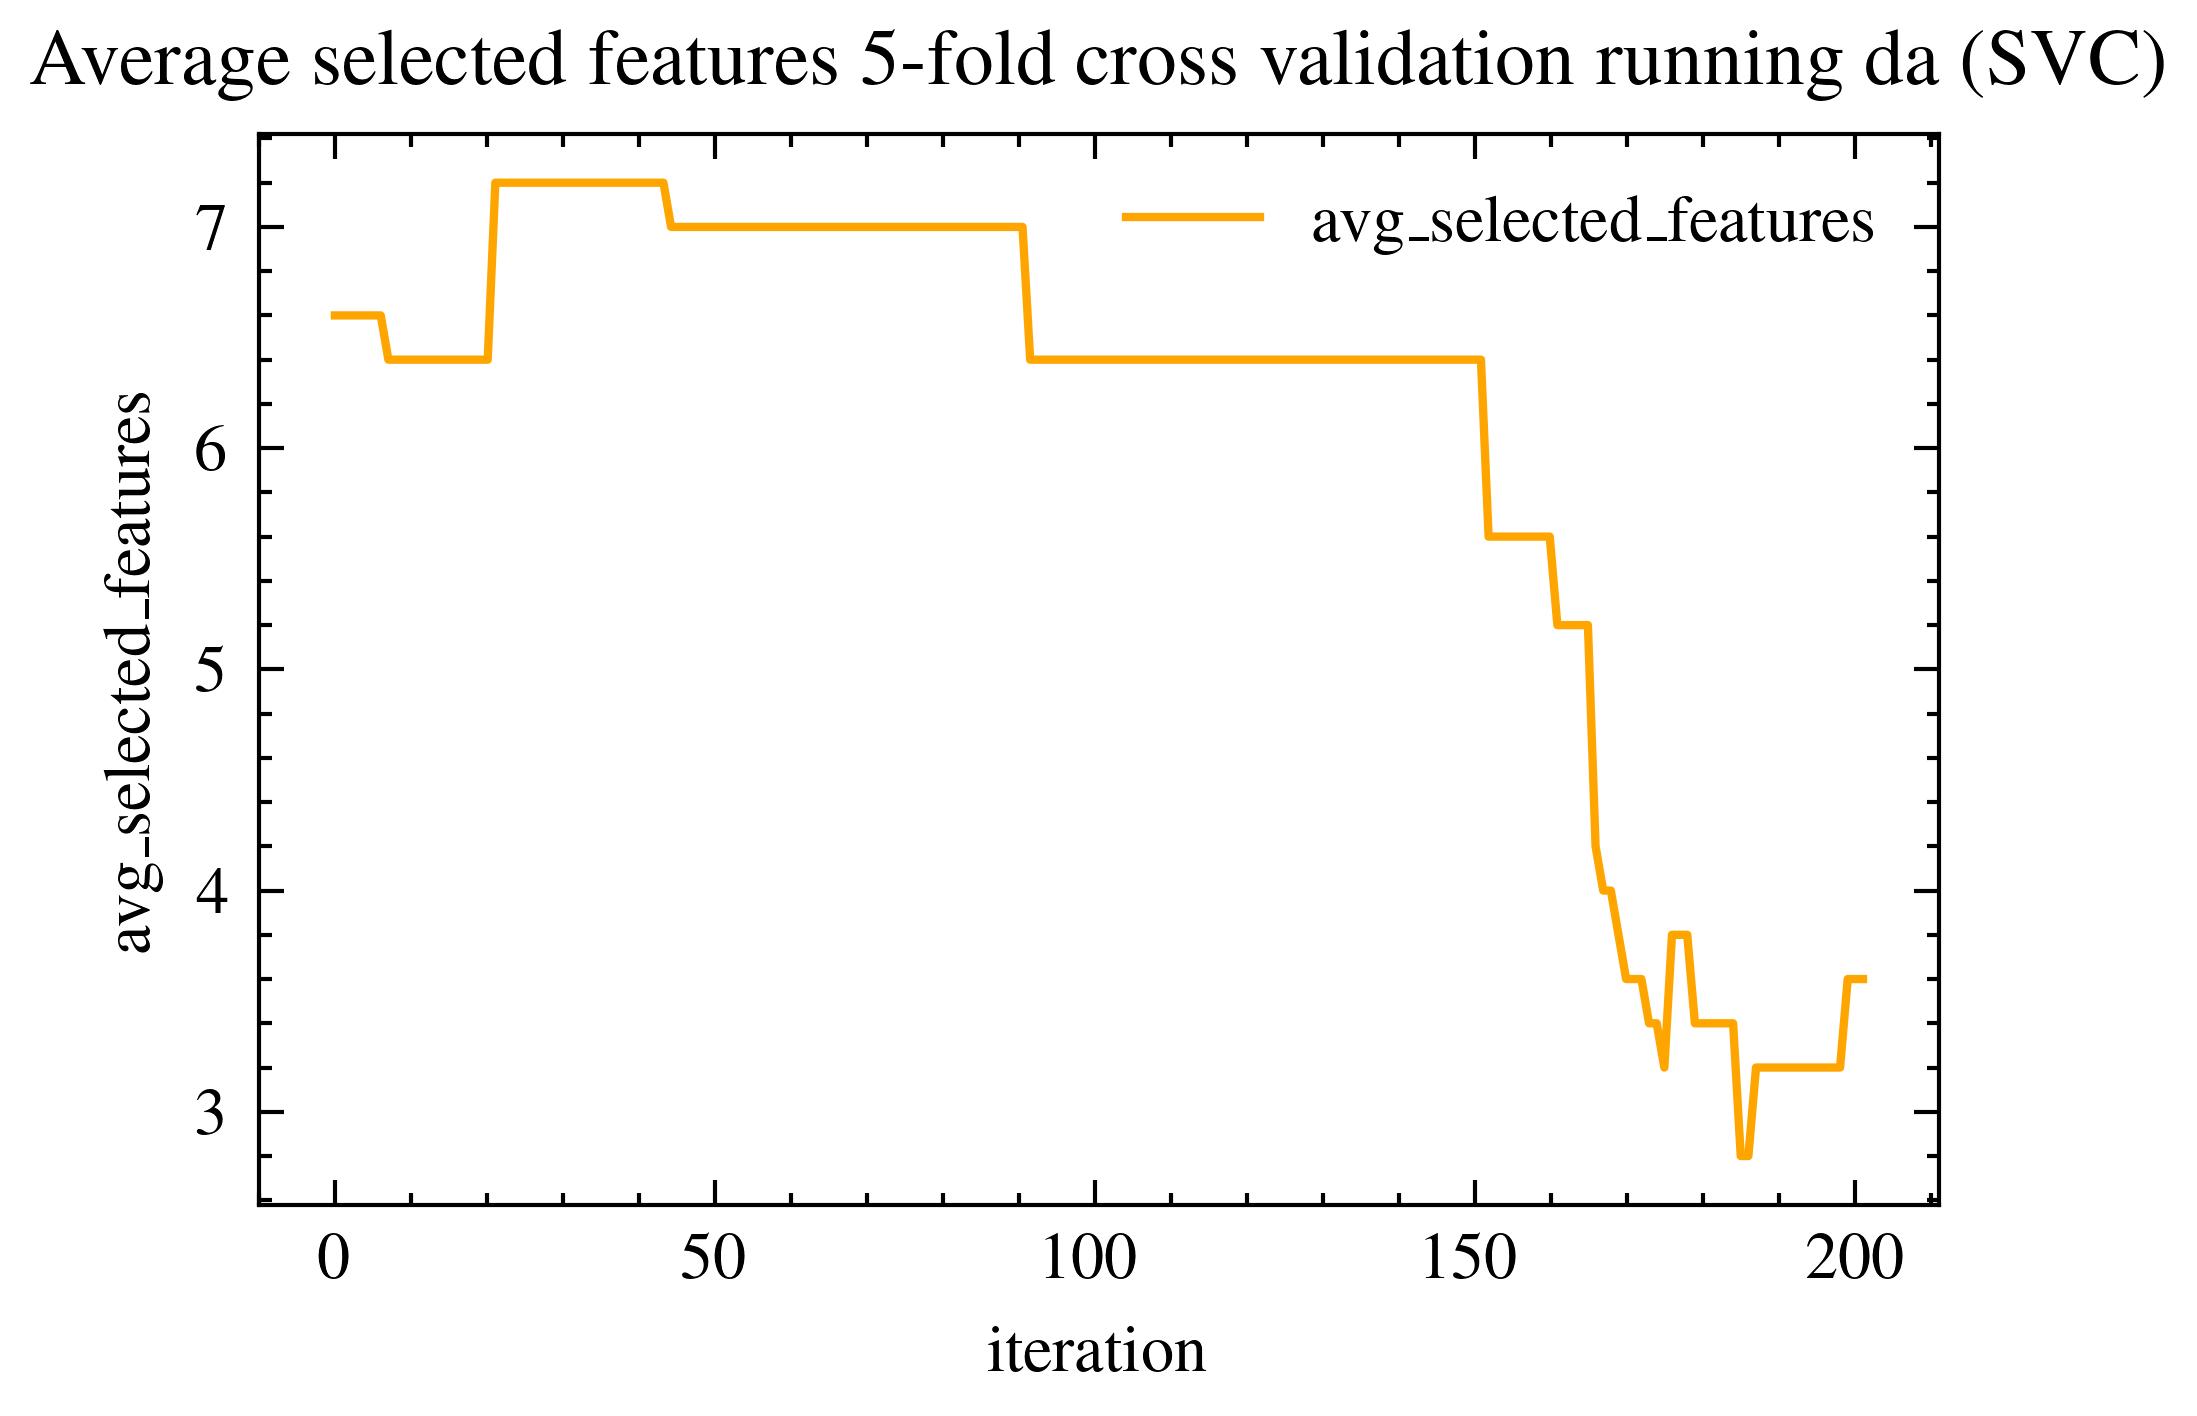 Average selected features 5-fold cross validation running da (SVC)
avg_selected_features
7
6
5
4
3
avg_selected_features
0 50 100 150 200
iteration